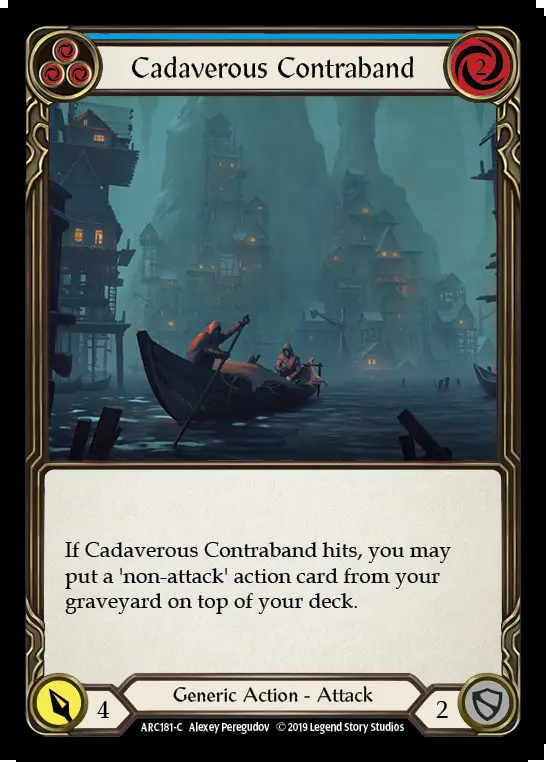 Cadaverous Contraband
2
If Cadaverous Contraband hits, you may
put a 'non-attack' action card from your
graveyard on top of your deck.
4
Generic Action - Attack
2
ARC181-C Alexey Peregudov © 2019 Legend Story Studios